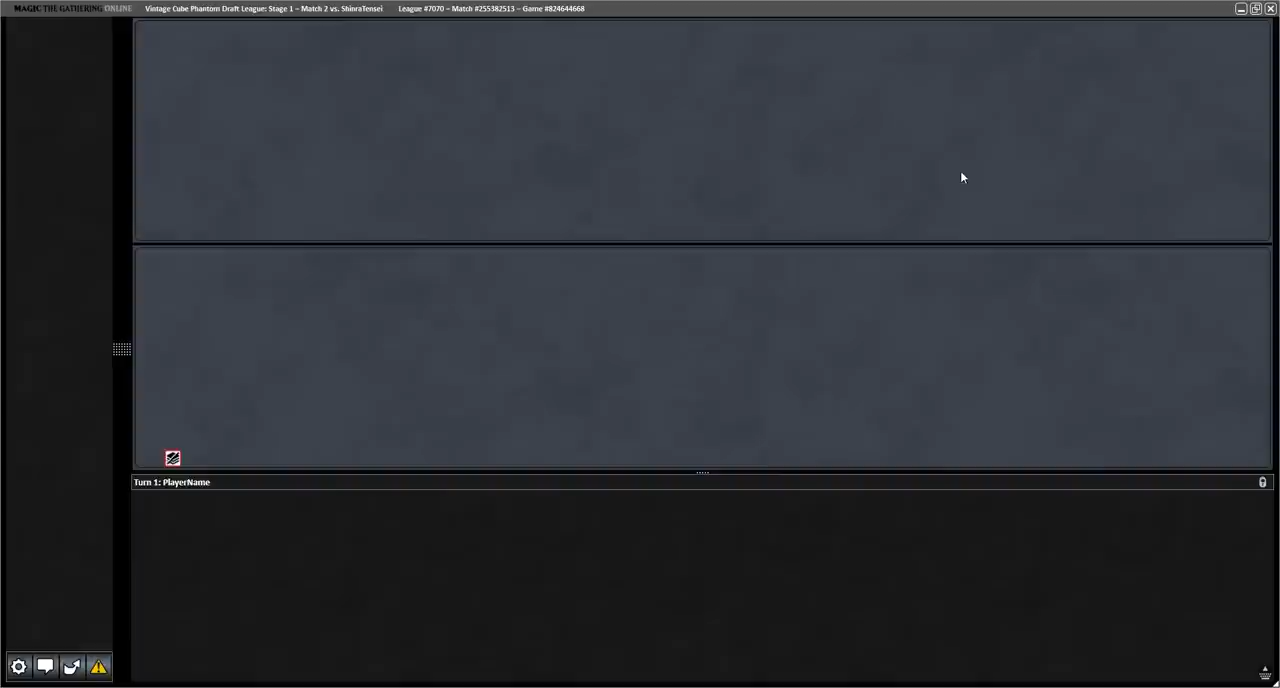 MAGIC THE GATHERING ONLINE Vintage Cube Phantom Draft League: Stage 1 – Match 2 vs. ShinraTensei League #7070 – Match #255382513 – Game #824644668
Turn 1: PlayerName